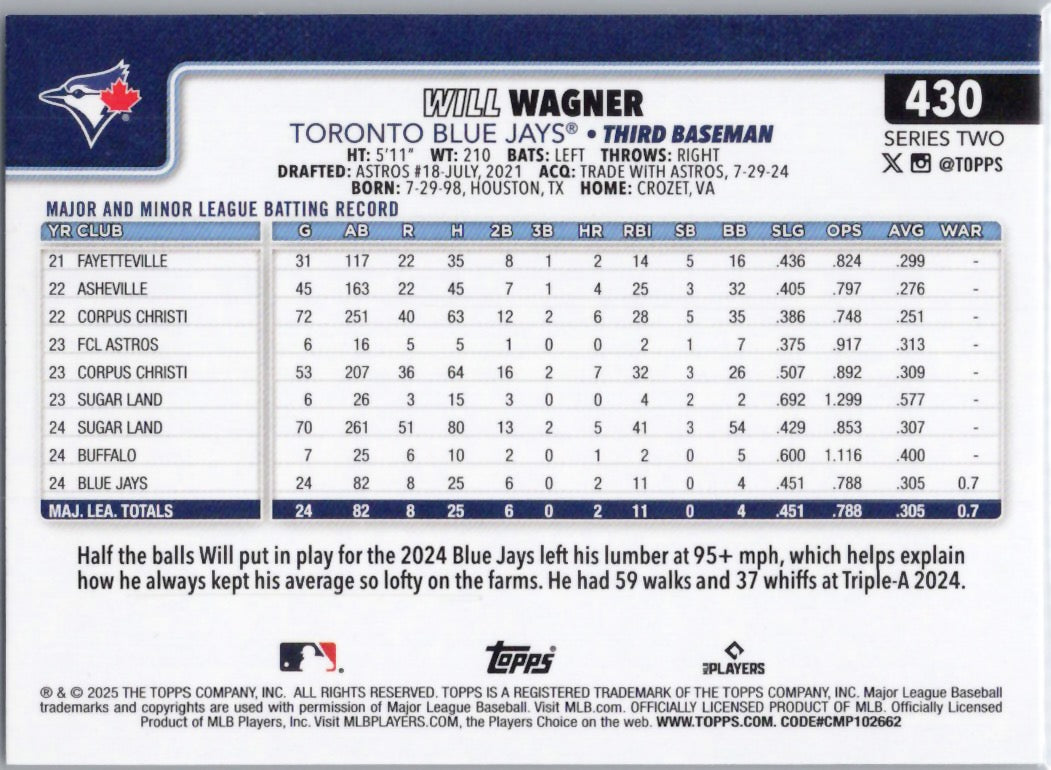 WILL WAGNER
430
TORONTO BLUE JAYS® • THIRD BASEMAN
SERIES TWO
HT: 5'11" WT: 210 BATS: LEFT THROWS: RIGHT
@TOPPS
DRAFTED: ASTROS #18-JULY, 2021 ACQ: TRADE WITH ASTROS, 7-29-24
BORN: 7-29-98, HOUSTON, TX HOME: CROZET, VA
MAJOR AND MINOR LEAGUE BATTING RECORD
YR CLUB G AB R H 2B 3B HR RBI SB BB SLG OPS AVG WAR
21 FAYETTEVILLE 31 117 22 35 8 1 2 14 5 16 .436 .824 .299 -
22 ASHEVILLE 45 163 22 45 7 1 4 25 3 32 .405 .797 .276 -
22 CORPUS CHRISTI 72 251 40 63 12 2 6 28 5 35 .386 .748 .251 -
23 FCL ASTROS 6 16 5 5 1 0 0 2 1 7 .375 .917 .313 -
23 CORPUS CHRISTI 53 207 36 64 16 2 7 32 3 26 .507 .892 .309 -
23 SUGAR LAND 6 26 3 15 3 0 0 4 2 2 .692 1.299 .577 -
24 SUGAR LAND 70 261 51 80 13 2 5 41 3 54 .429 .853 .307 -
24 BUFFALO 7 25 6 10 2 0 1 2 0 5 .600 1.116 .400 -
24 BLUE JAYS 24 82 8 25 6 0 2 11 0 4 .451 .788 .305 0.7
MAJ. LEA. TOTALS 24 82 8 25 6 0 2 11 0 4 .451 .788 .305 0.7
Half the balls Will put in play for the 2024 Blue Jays left his lumber at 95+ mph, which helps explain
how he always kept his average so lofty on the farms. He had 59 walks and 37 whiffs at Triple-A 2024.
Topps
MLB PLAYERS
® & © 2025 THE TOPPS COMPANY, INC. ALL RIGHTS RESERVED. TOPPS IS A REGISTERED TRADEMARK OF THE TOPPS COMPANY, INC. Major League Baseball
trademarks and copyrights are used with permission of Major League Baseball. Visit MLB.com. OFFICIALLY LICENSED PRODUCT OF MLB. Officially Licensed
Product of MLB Players, Inc. Visit MLBPLAYERS.COM, the Players Choice on the web. WWW.TOPPS.COM. CODE#CMP102662